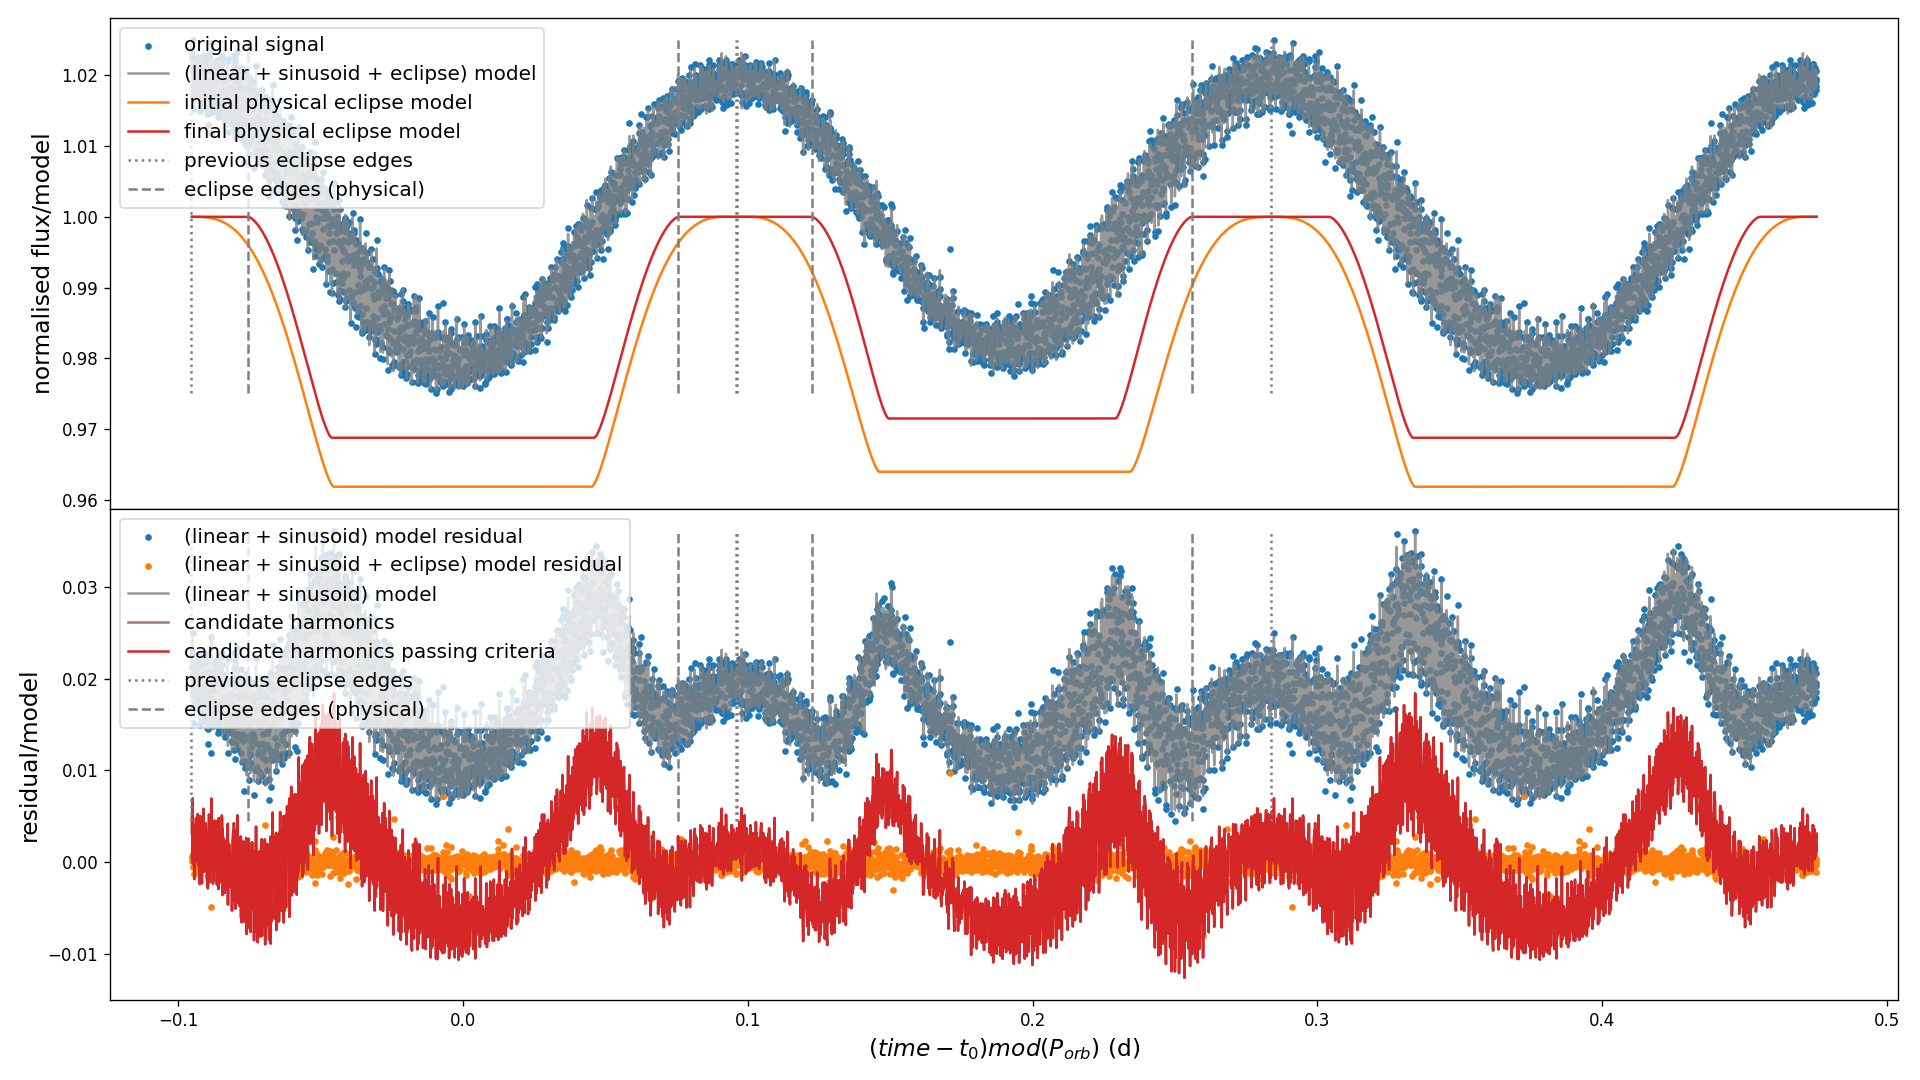 original signal
(linear + sinusoid + eclipse) model
initial physical eclipse model
final physical eclipse model
previous eclipse edges
eclipse edges (physical)
normalised flux/model
1.02
1.01
1.00
0.99
0.98
0.97
0.96
(linear + sinusoid) model residual
(linear + sinusoid + eclipse) model residual
(linear + sinusoid) model
candidate harmonics
candidate harmonics passing criteria
previous eclipse edges
eclipse edges (physical)
residual/model
0.03
0.02
0.01
0.00
−0.01
−0.1 0.0 0.1 0.2 0.3 0.4 0.5
(time − t₀)mod(Pₒᵣb) (d)